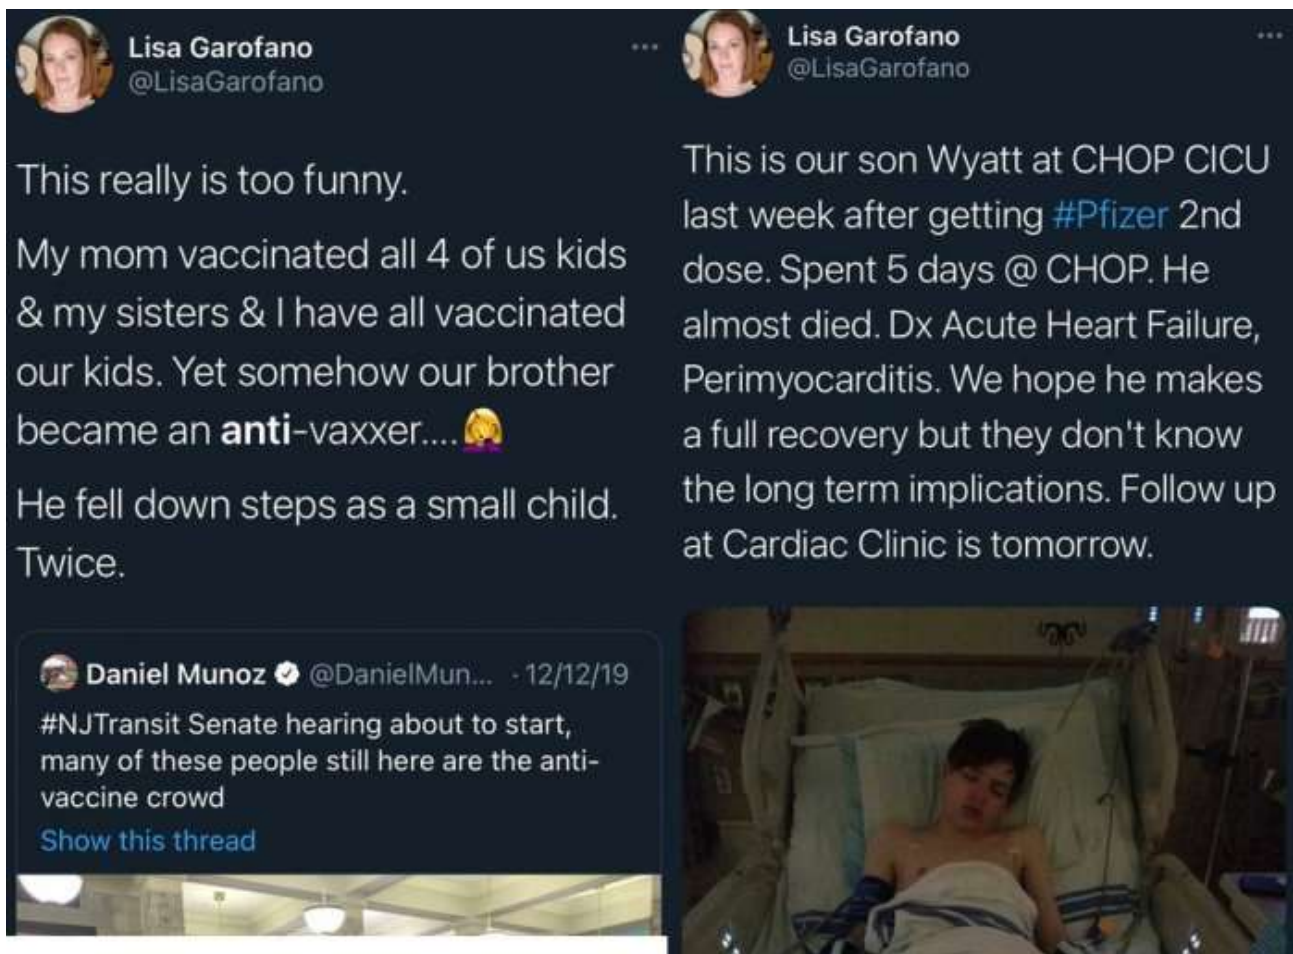 Lisa Garofano
@LisaGarofano
This really is too funny.
My mom vaccinated all 4 of us kids
& my sisters & I have all vaccinated
our kids. Yet somehow our brother
became an anti-vaxxer....🤦‍♀️
He fell down steps as a small child.
Twice.
Daniel Munoz @DanielMun... · 12/12/19
#NJTransit Senate hearing about to start,
many of these people still here are the anti-
vaccine crowd
Show this thread
Lisa Garofano
@LisaGarofano
This is our son Wyatt at CHOP CICU
last week after getting #Pfizer 2nd
dose. Spent 5 days @ CHOP. He
almost died. Dx Acute Heart Failure,
Perimyocarditis. We hope he makes
a full recovery but they don't know
the long term implications. Follow up
at Cardiac Clinic is tomorrow.